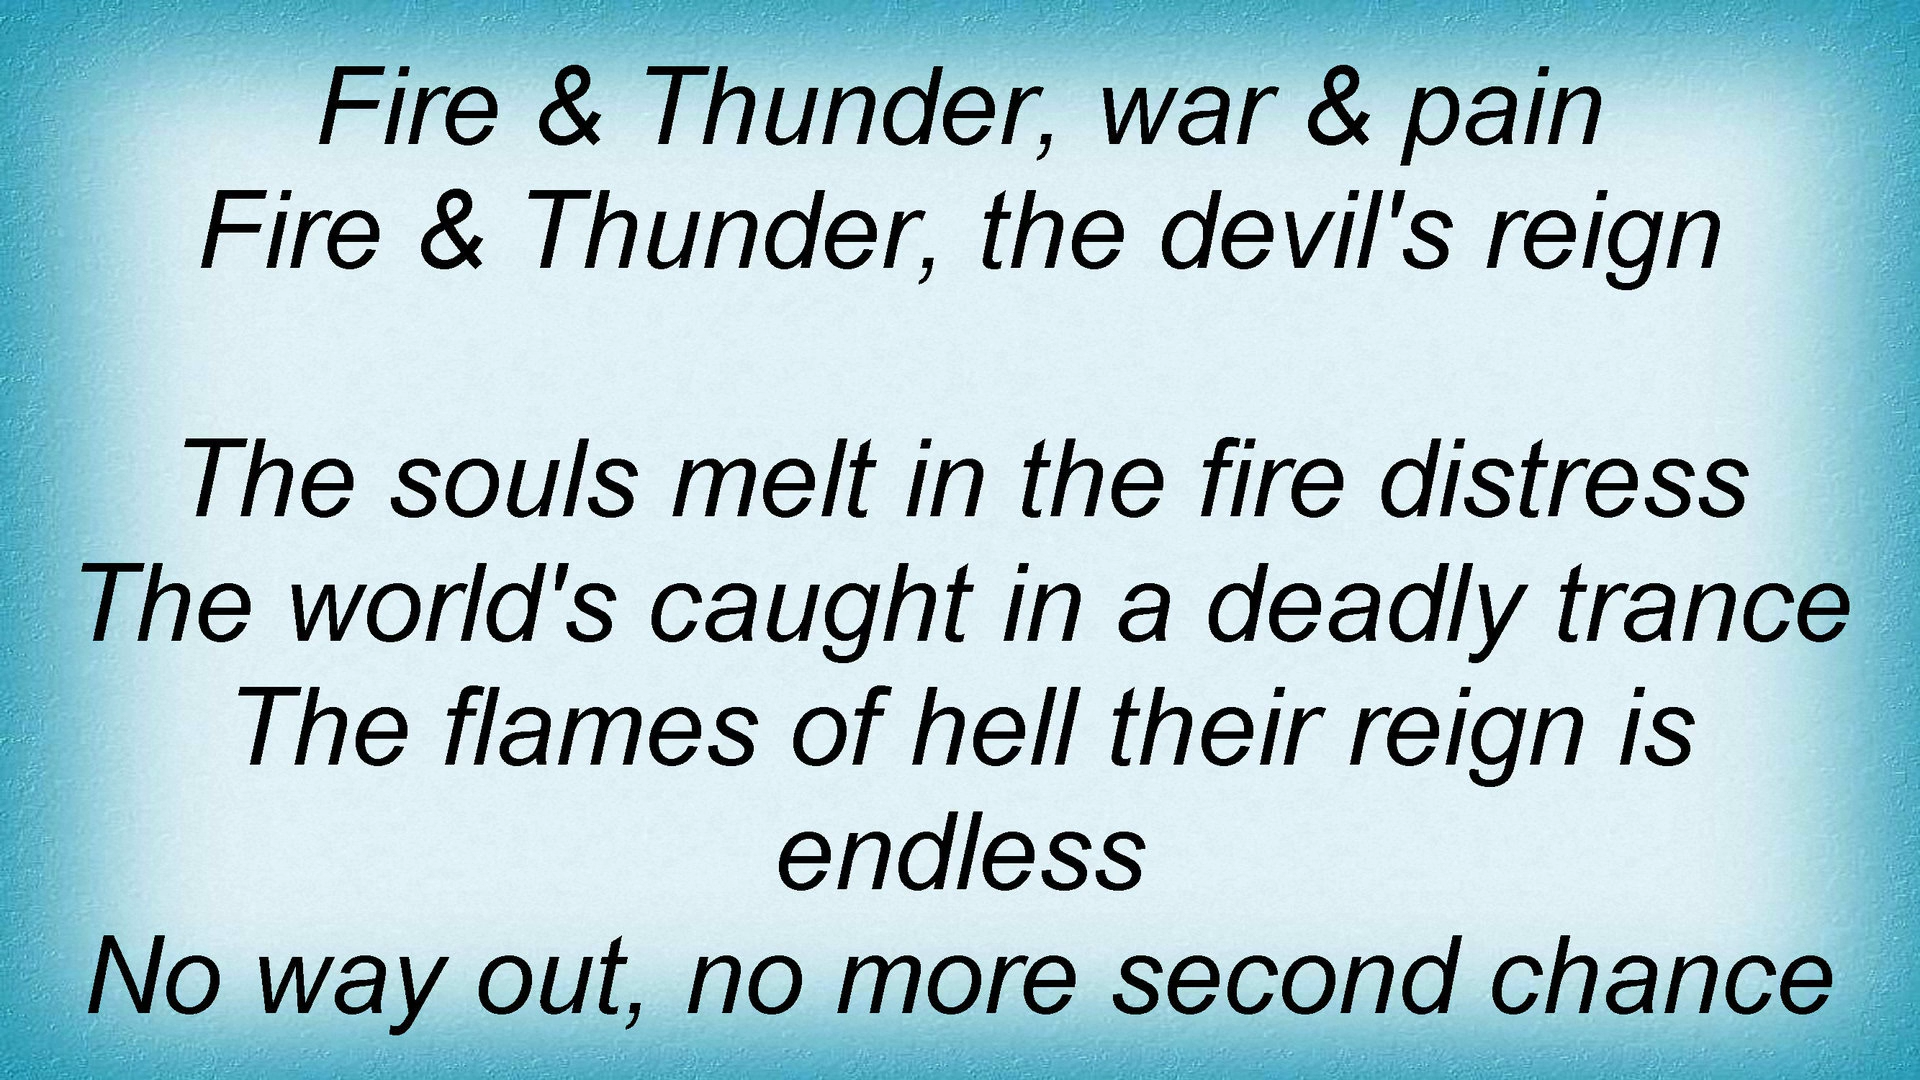 Fire & Thunder, war & pain
Fire & Thunder, the devil's reign
The souls melt in the fire distress
The world's caught in a deadly trance
The flames of hell their reign is
endless
No way out, no more second chance